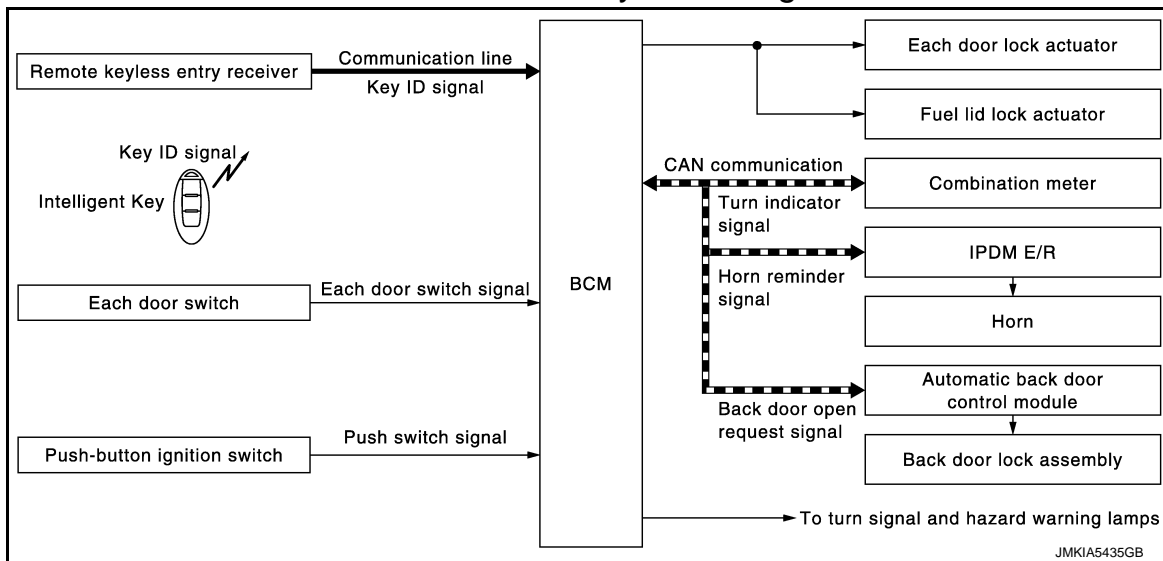 Remote keyless entry receiver
Communication line
Key ID signal
Key ID signal
Intelligent Key
Each door switch
Each door switch signal
Push-button ignition switch
Push switch signal
BCM
Each door lock actuator
Fuel lid lock actuator
CAN communication
Combination meter
Turn indicator
signal
IPDM E/R
Horn reminder
signal
Horn
Automatic back door
control module
Back door open
request signal
Back door lock assembly
To turn signal and hazard warning lamps
JMKIA5435GB